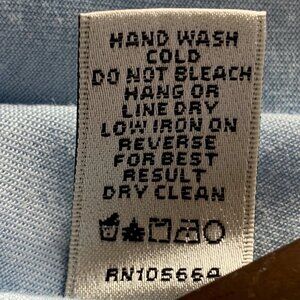 HAND WASH
COLD
DO NOT BLEACH
HANG OR
LINE DRY
LOW IRON ON
REVERSE
FOR BEST
RESULT
DRY CLEAN
RN105669